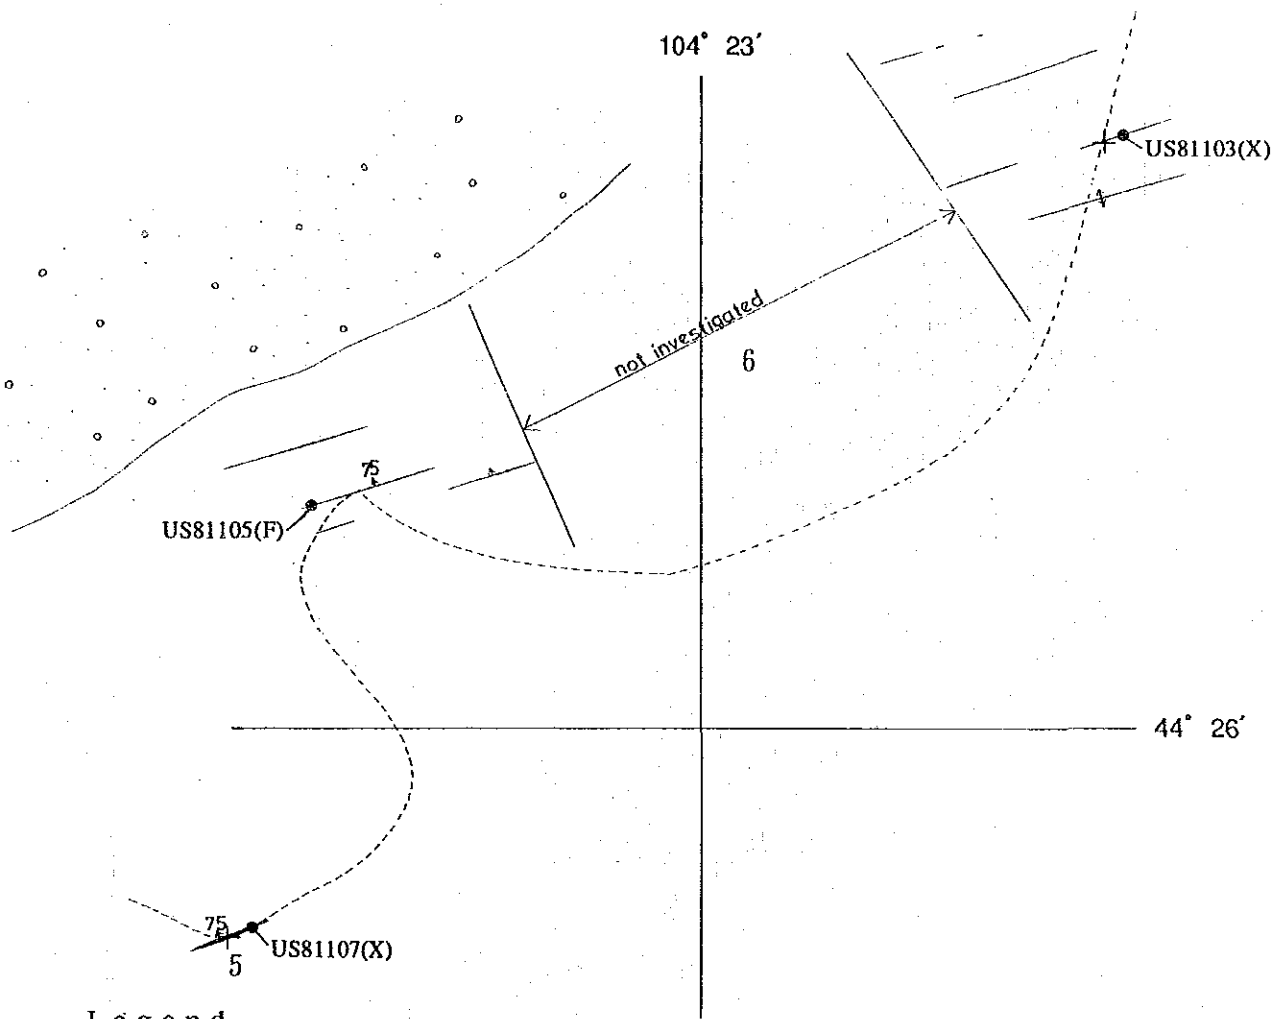 104° 23′
US81103(X)
not investigated
6
75
US81105(F)
44° 26′
75
US81107(X)
5
Legend